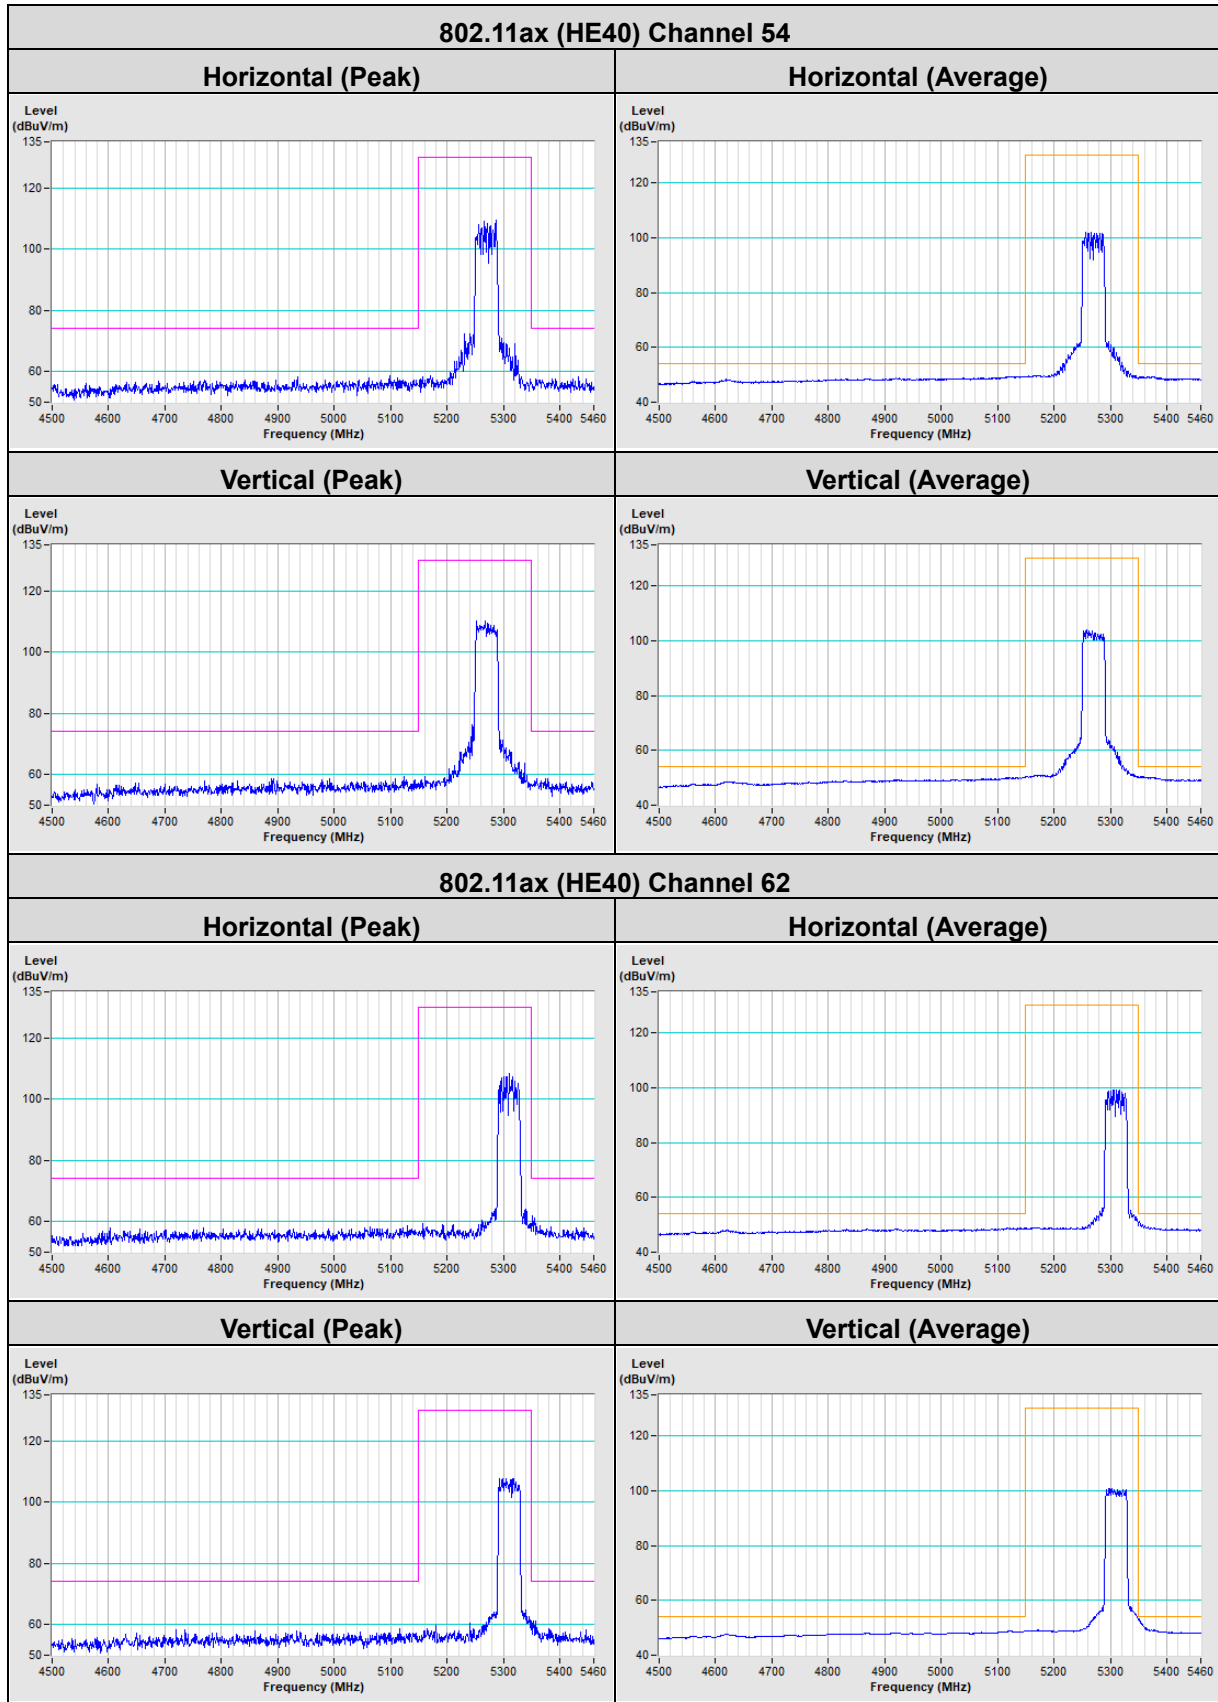 802.11ax (HE40) Channel 54
Horizontal (Peak)
Horizontal (Average)
Level
(dBuV/m)
135
120
100
80
60
50
4500 4600 4700 4800 4900 5000 5100 5200 5300 5400 5460
Frequency (MHz)
Level
(dBuV/m)
135
120
100
80
60
40
4500 4600 4700 4800 4900 5000 5100 5200 5300 5400 5460
Frequency (MHz)
Vertical (Peak)
Vertical (Average)
Level
(dBuV/m)
135
120
100
80
60
50
4500 4600 4700 4800 4900 5000 5100 5200 5300 5400 5460
Frequency (MHz)
Level
(dBuV/m)
135
120
100
80
60
40
4500 4600 4700 4800 4900 5000 5100 5200 5300 5400 5460
Frequency (MHz)
802.11ax (HE40) Channel 62
Horizontal (Peak)
Horizontal (Average)
Level
(dBuV/m)
135
120
100
80
60
50
4500 4600 4700 4800 4900 5000 5100 5200 5300 5400 5460
Frequency (MHz)
Level
(dBuV/m)
135
120
100
80
60
40
4500 4600 4700 4800 4900 5000 5100 5200 5300 5400 5460
Frequency (MHz)
Vertical (Peak)
Vertical (Average)
Level
(dBuV/m)
135
120
100
80
60
50
4500 4600 4700 4800 4900 5000 5100 5200 5300 5400 5460
Frequency (MHz)
Level
(dBuV/m)
135
120
100
80
60
40
4500 4600 4700 4800 4900 5000 5100 5200 5300 5400 5460
Frequency (MHz)